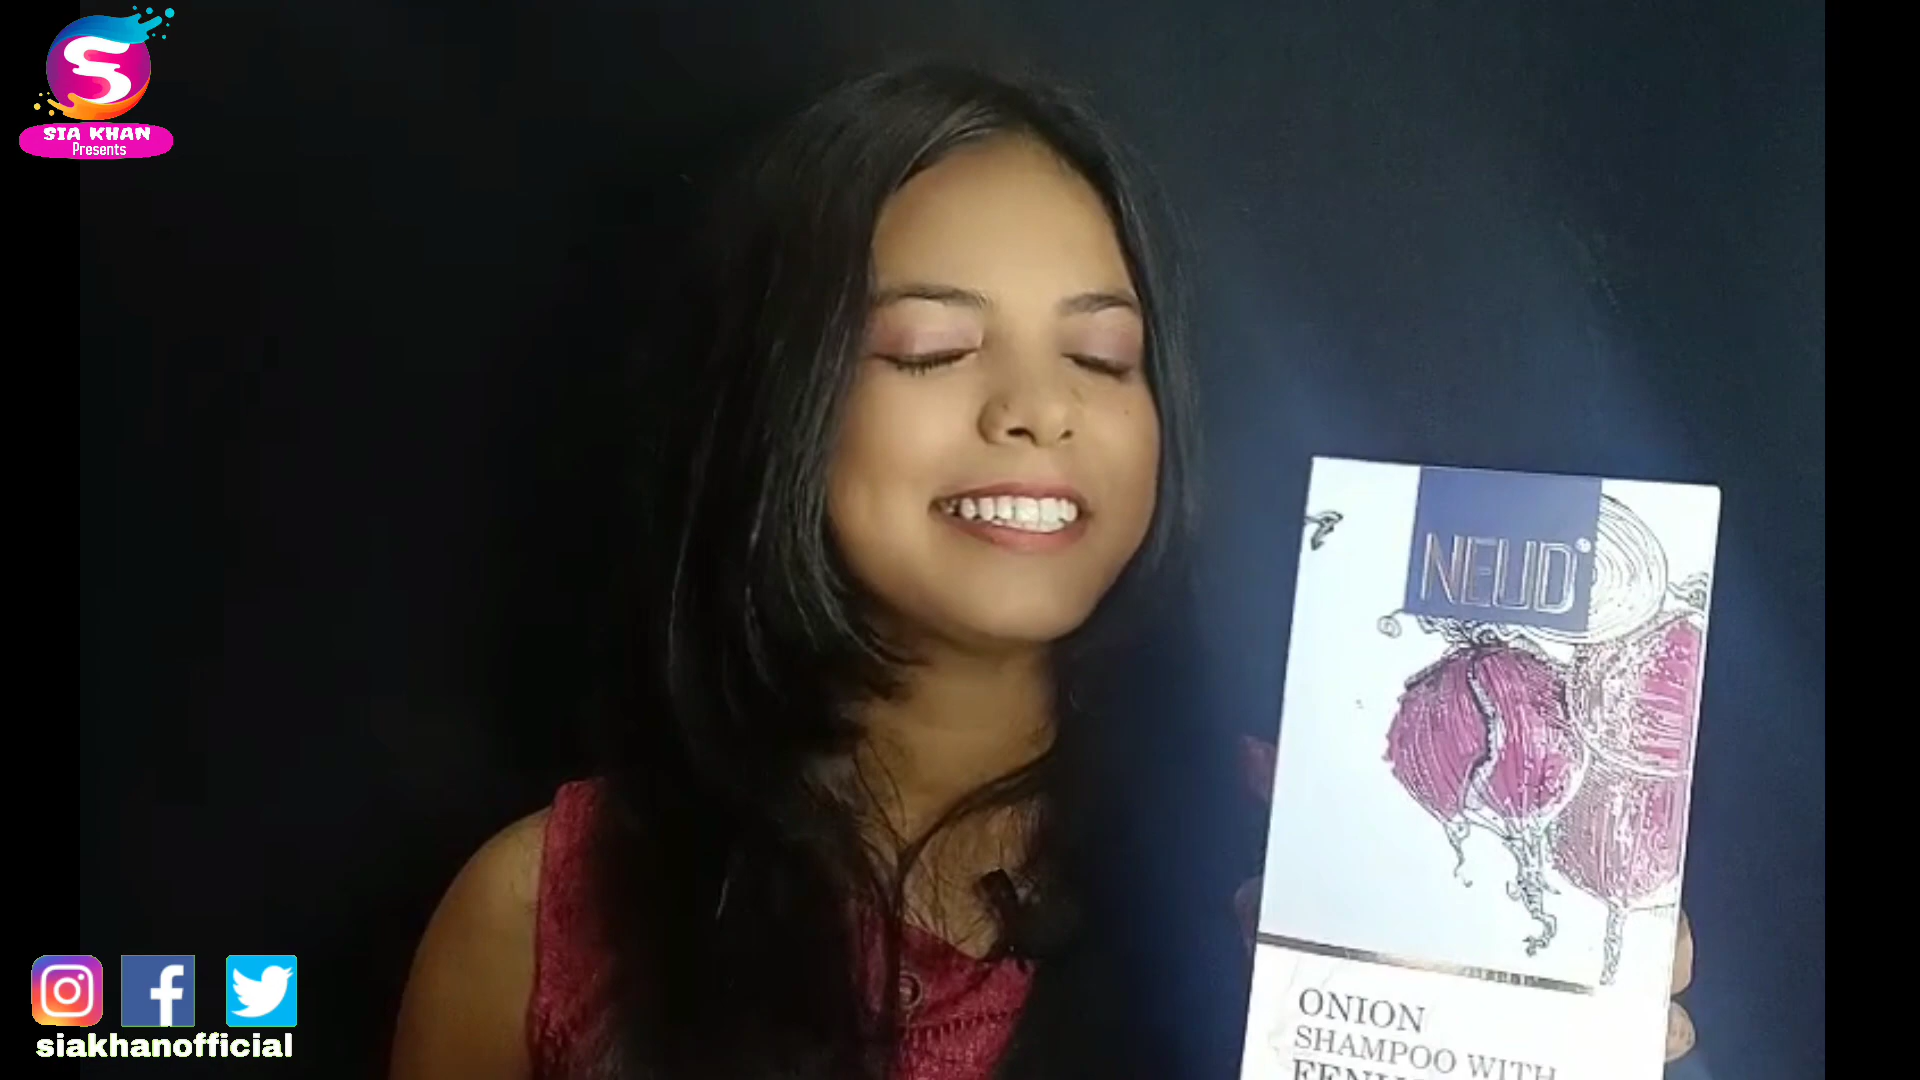 S
SIA KHAN
Presents
NEUD
ONION
SHAMPOO WITH
siakhanofficial